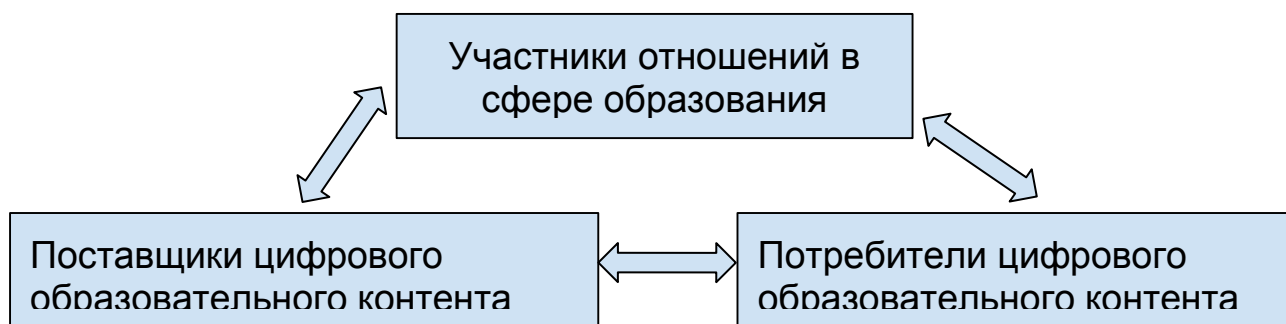 Участники отношений в
сфере образования
Поставщики цифрового
образовательного контента
Потребители цифрового
образовательного контента